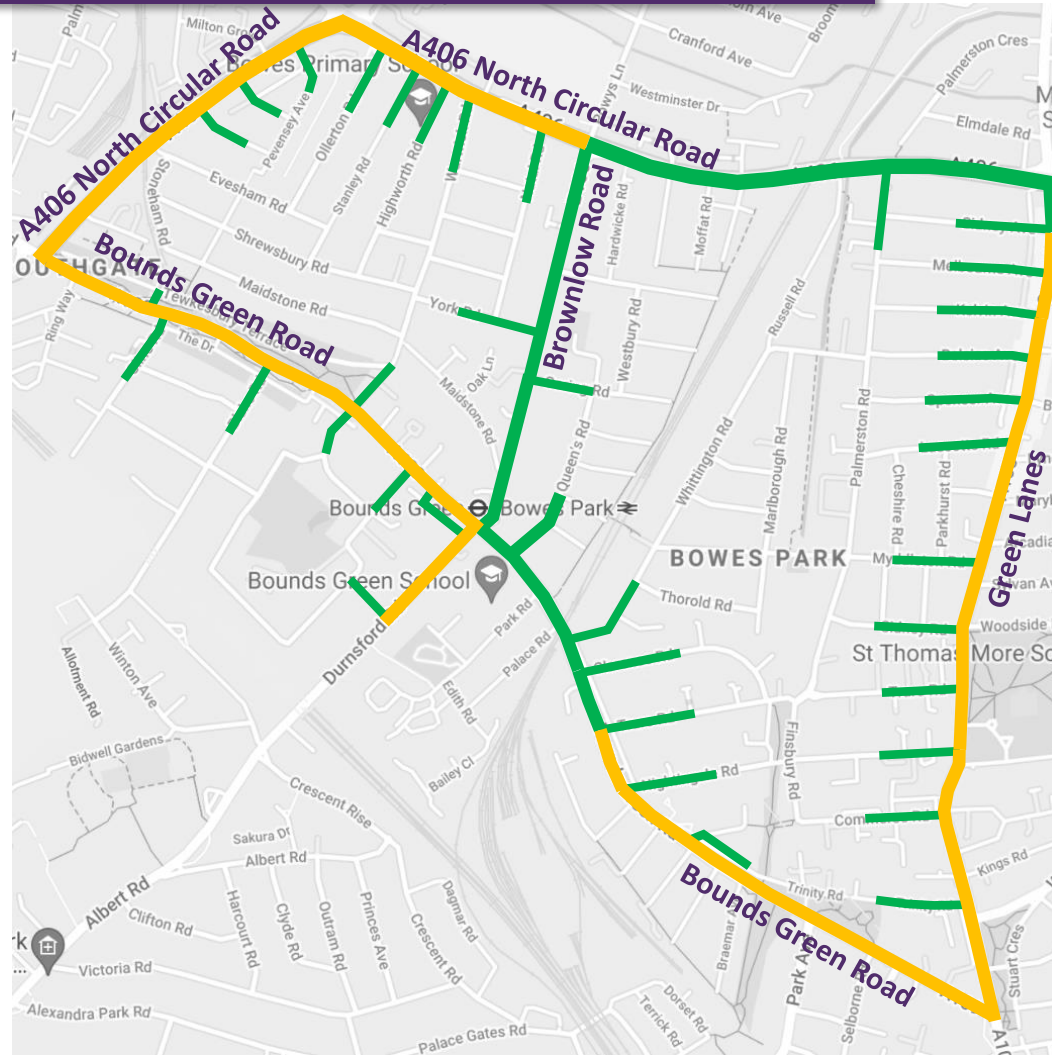 Milton Gro
Cranford Ave
Palmerston Cres
A406 North Circular Road
A406 North Circular Road
Bowes Primary School
Westminster Dr
Elmdale Rd
Pevensey Ave
Ollerton
Stanley Rd
Highworth Rd
Evesham Rd
Shrewsbury Rd
Maidstone Rd
Brownlow Road
Hardwicke Rd
Moffat Rd
Russell Rd
Westbury Rd
Bounds Green Road
Tewkesbury Terrace
The Dr
Ring Way
Oak Ln
Maidstone Rd
Queen's Rd
Whittington Rd
Marlborough Rd
Palmerston Rd
Cheshire Rd
Parkhurst Rd
Green Lanes
Bowes Park
BOWES PARK
Bounds Green School
Thorold Rd
Woodside
St Thomas More Sc
Park Rd
Palace Rd
Durnsford
Edith Rd
Winton Ave
Allotment Rd
Bidwell Gardens
Bailey Cl
Crescent Rise
Finsbury Rd
Sakura Dr
Albert Rd
Albert Rd
Kings Rd
Trinity Rd
Bounds Green Road
Clifton Rd
Harcourt Rd
Clyde Rd
Outram Rd
Princes Ave
Crescent Rd
Dagmar Rd
Victoria Rd
Alexandra Park Rd
Palace Gates Rd
Dorset Rd
Terrick Rd
Braemar
Park A
Selborne
Stuart Cres